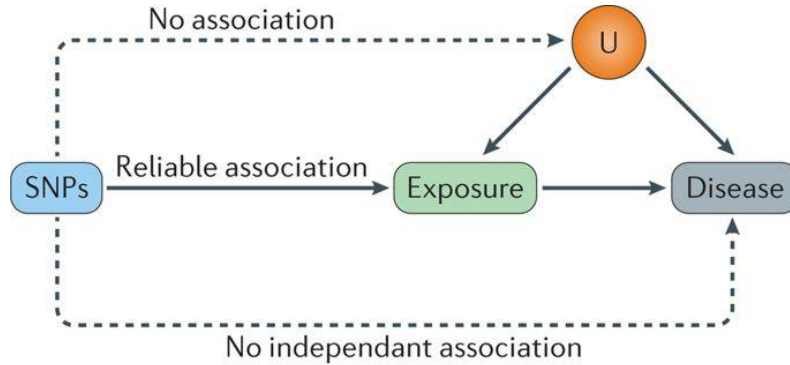 No association
U
Reliable association
SNPs
Exposure
Disease
No independant association